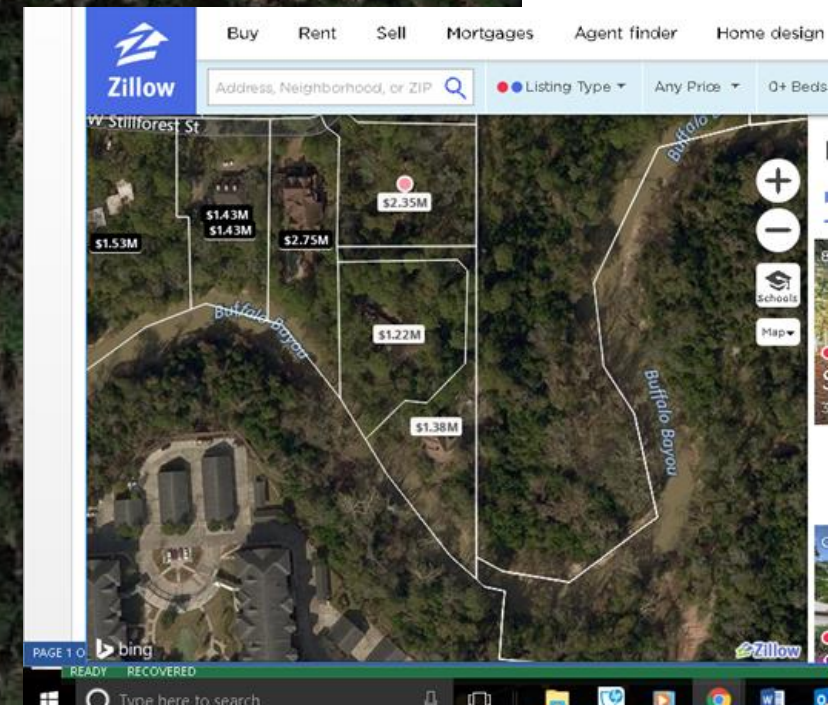 Buy Rent Sell Mortgages Agent finder Home design
Zillow
Address, Neighborhood, or ZIP
Listing Type
Any Price
0+ Beds
W Stillforest St
Buffalo
$2.35M
$1.43M
$1.43M
$1.53M
$2.75M
Schools
Buffalo Bayou
$1.22M
Map
Buffalo Bayou
$1.38M
PAGE 1 O
bing
Zillow
READY RECOVERED
Type here to search